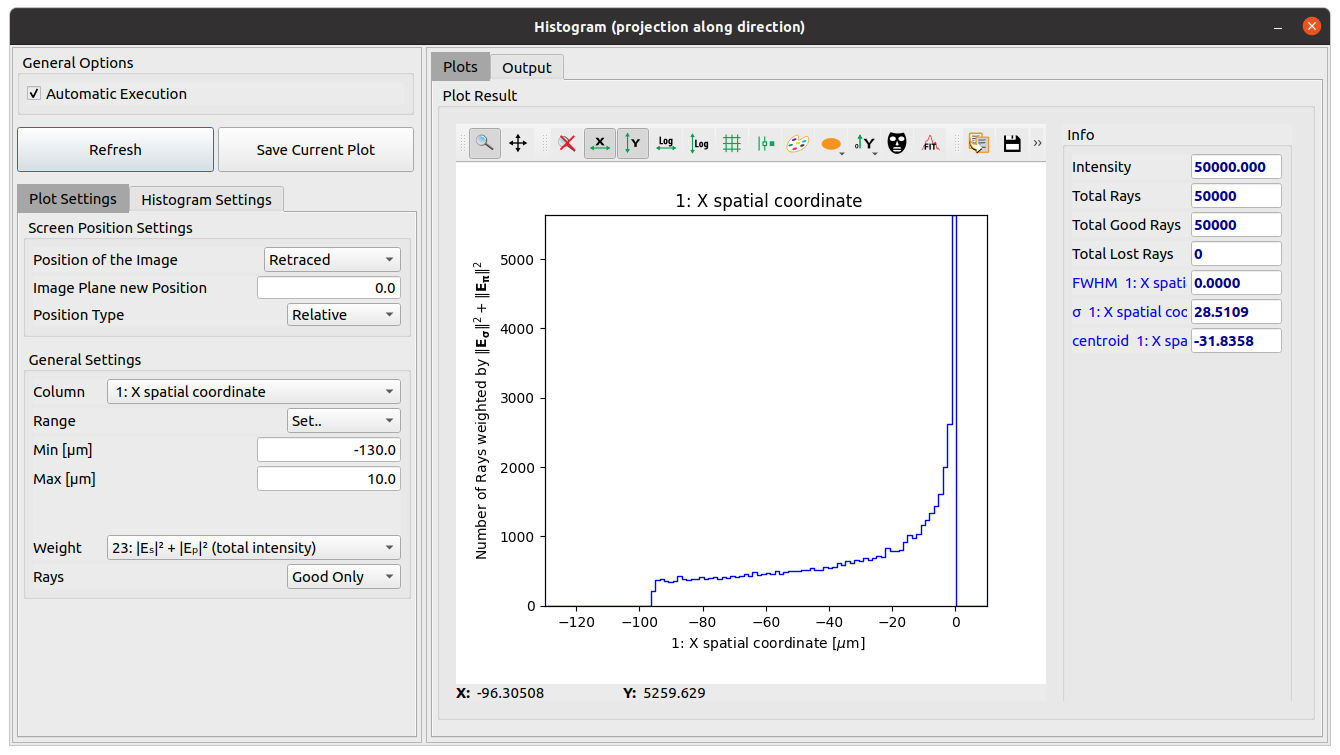 Histogram (projection along direction)
General Options
Automatic Execution
Refresh
Save Current Plot
Plot Settings
Histogram Settings
Screen Position Settings
Position of the Image
Retraced
Image Plane new Position
0.0
Position Type
Relative
General Settings
Column
1: X spatial coordinate
Range
Set..
Min [µm]
-130.0
Max [µm]
10.0
Weight
23: |Eₛ|² + |Eₚ|² (total intensity)
Rays
Good Only
Plots
Output
Plot Result
X
Y
Log
Log
oYY
FIT
»
1: X spatial coordinate
Number of Rays weighted by ‖Eσ‖² + ‖Eπ‖²
5000
4000
3000
2000
1000
0
−120 −100 −80 −60 −40 −20 0
1: X spatial coordinate [μm]
X: -96.30508
Y: 5259.629
Info
Intensity
50000.000
Total Rays
50000
Total Good Rays
50000
Total Lost Rays
0
FWHM 1: X spati
0.0000
σ 1: X spatial coc
28.5109
centroid 1: X spa
-31.8358